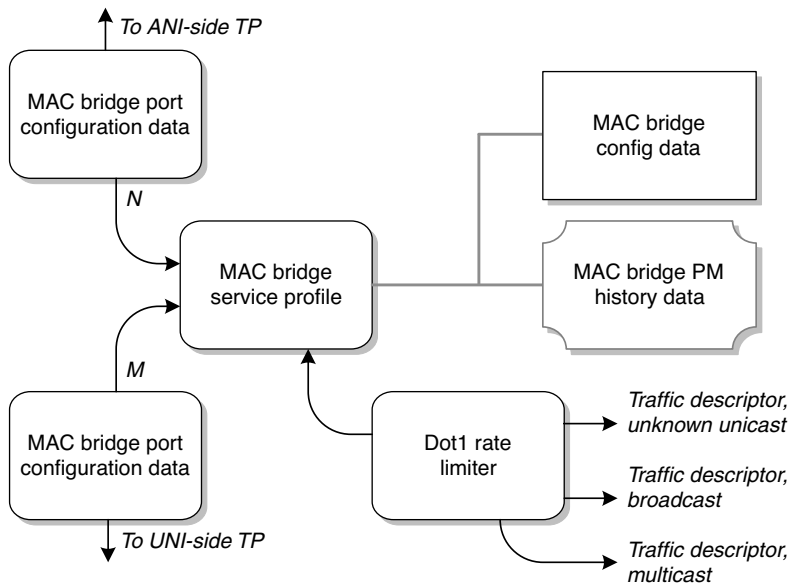 To ANI-side TP
MAC bridge port
configuration data
N
MAC bridge
config data
MAC bridge
service profile
MAC bridge PM
history data
M
MAC bridge port
configuration data
To UNI-side TP
Dot1 rate
limiter
Traffic descriptor,
unknown unicast
Traffic descriptor,
broadcast
Traffic descriptor,
multicast